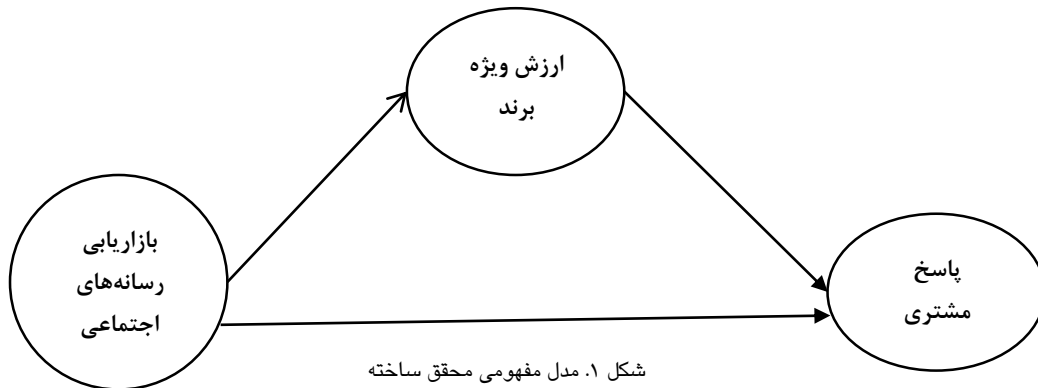 ارزش ویژه
برند
بازاریابی
رسانه‌های
اجتماعی
پاسخ
مشتری
شکل ۱. مدل مفهومی محقق ساخته